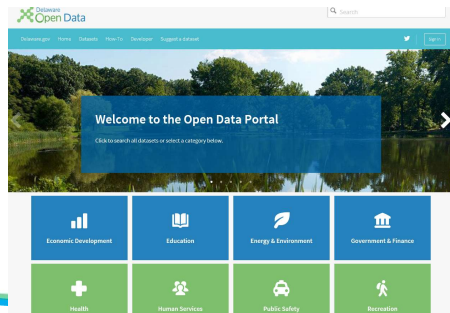 Delaware
Open Data
Search
Delaware.gov Home Datasets How-To Developer Suggest a dataset
Sign In
Welcome to the Open Data Portal
Click to search all datasets or select a category below.
Economic Development
Education
Energy & Environment
Government & Finance
Health
Human Services
Public Safety
Recreation